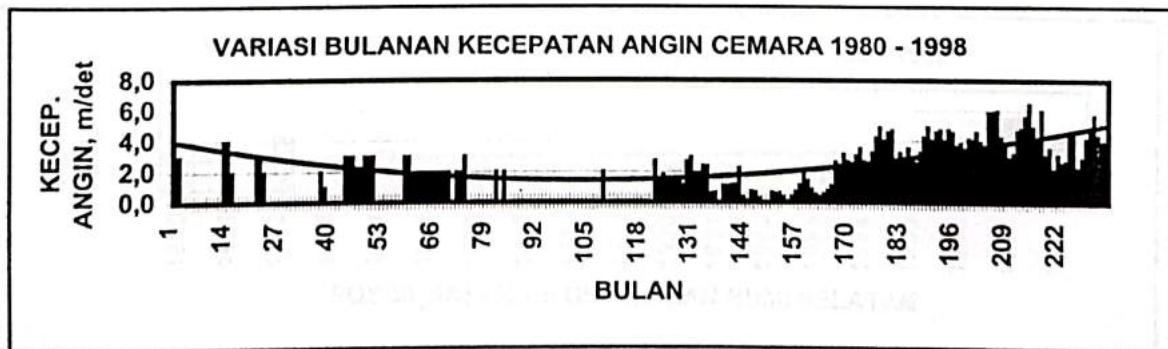 VARIASI BULANAN KECEPATAN ANGIN CEMARA 1980 - 1998
KECEP.
ANGIN, m/det
8,0
6,0
4,0
2,0
0,0
1 14 27 40 53 66 79 92 105 118 131 144 157 170 183 196 209 222
BULAN